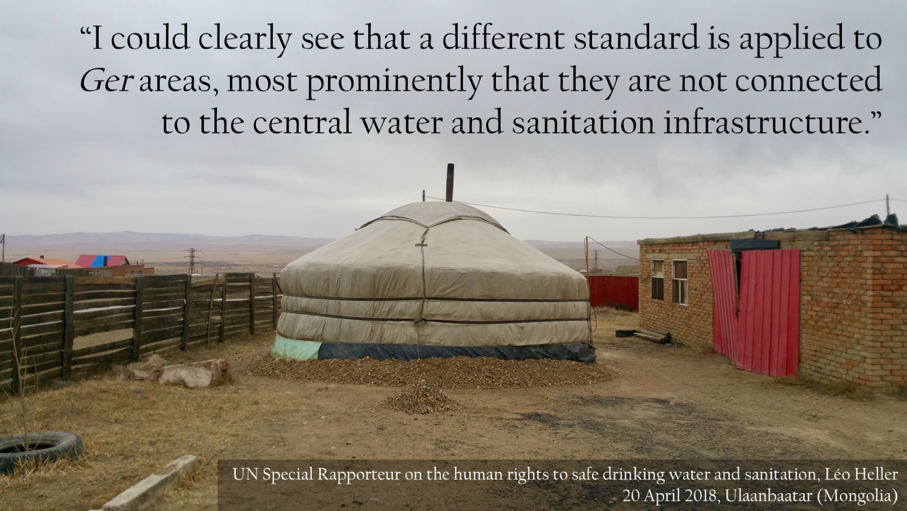 “I could clearly see that a different standard is applied to
Ger areas, most prominently that they are not connected
to the central water and sanitation infrastructure.”
UN Special Rapporteur on the human rights to safe drinking water and sanitation, Léo Heller
20 April 2018, Ulaanbaatar (Mongolia)